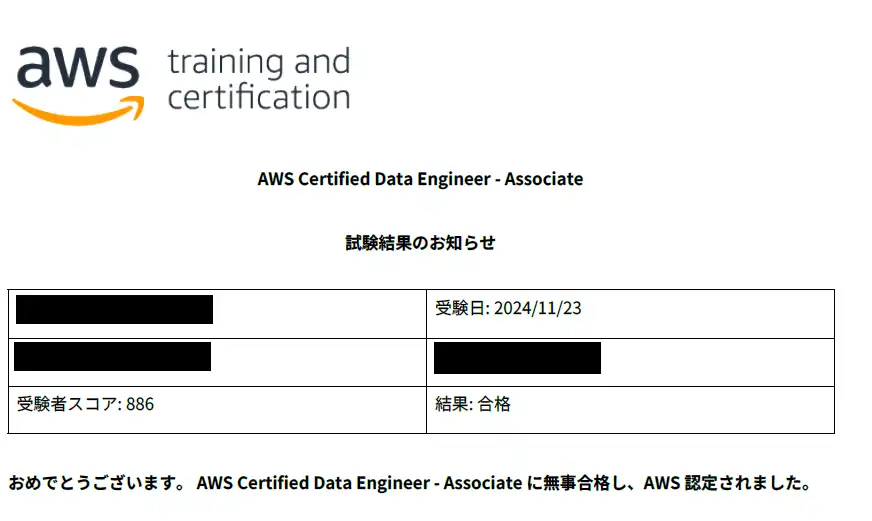 aws training and
certification
AWS Certified Data Engineer - Associate
試験結果のお知らせ
受験日: 2024/11/23
受験者スコア: 886
結果: 合格
おめでとうございます。 AWS Certified Data Engineer - Associate に無事合格し、AWS 認定されました。